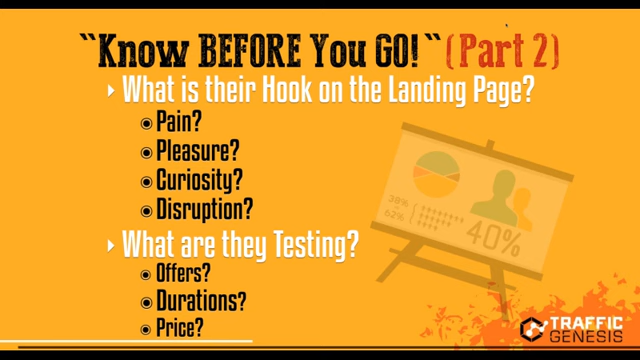 “Know BEFORE You GO!“ (Part 2)
What is their Hook on the Landing Page?
Pain?
Pleasure?
Curiosity?
Disruption?
What are they Testing?
Offers?
Durations?
Price?
38%
62%
40%
TRAFFIC
GENESIS